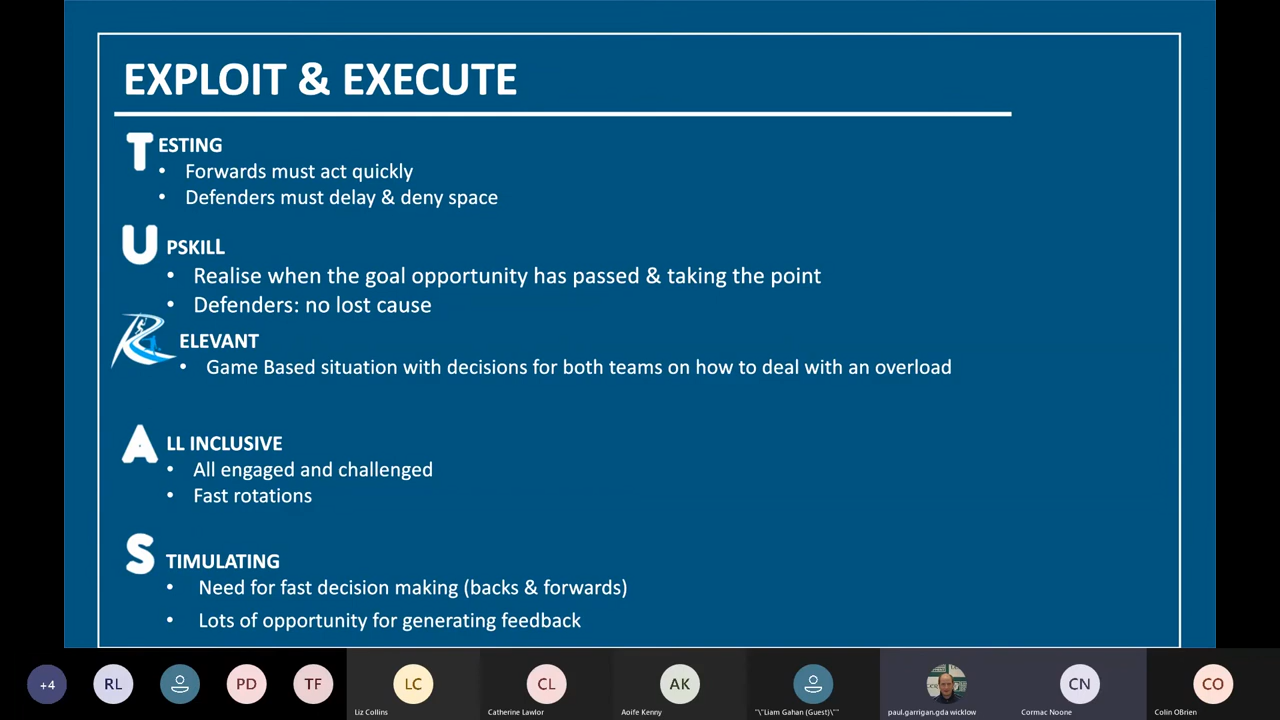 EXPLOIT & EXECUTE
TESTING
• Forwards must act quickly
• Defenders must delay & deny space
UPSKILL
• Realise when the goal opportunity has passed & taking the point
• Defenders: no lost cause
RELEVANT
• Game Based situation with decisions for both teams on how to deal with an overload
ALL INCLUSIVE
• All engaged and challenged
• Fast rotations
STIMULATING
• Need for fast decision making (backs & forwards)
• Lots of opportunity for generating feedback
+4 RL PD TF LC CL AK CN CO
Liz Collins Catherine Lawlor Aoife Kenny "\"Liam Gahan (Guest)\"" paul.garrigan.gda wicklow Cormac Noone Colin OBrien